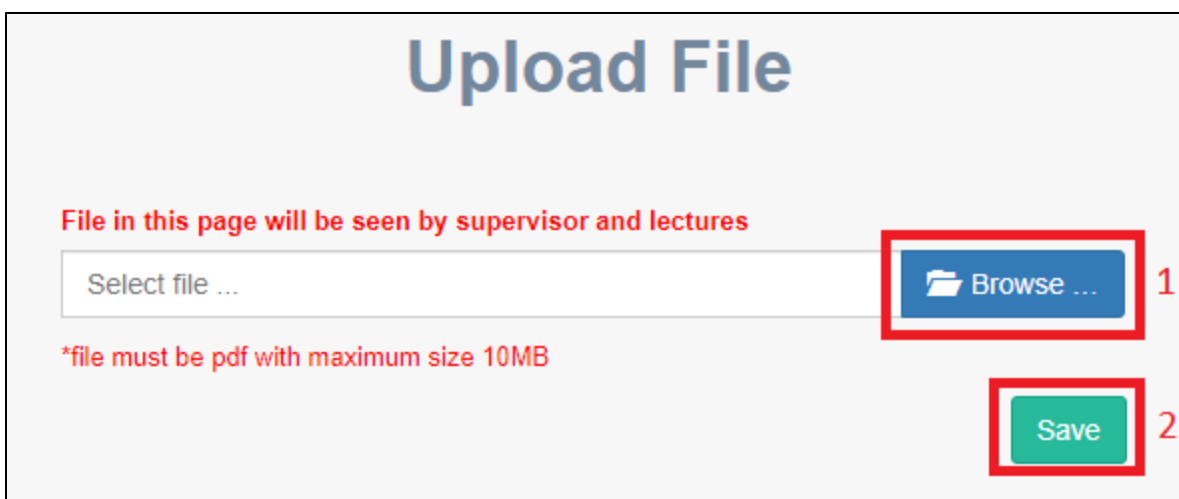 Upload File
File in this page will be seen by supervisor and lectures
Select file ...
Browse ...
1
*file must be pdf with maximum size 10MB
Save
2